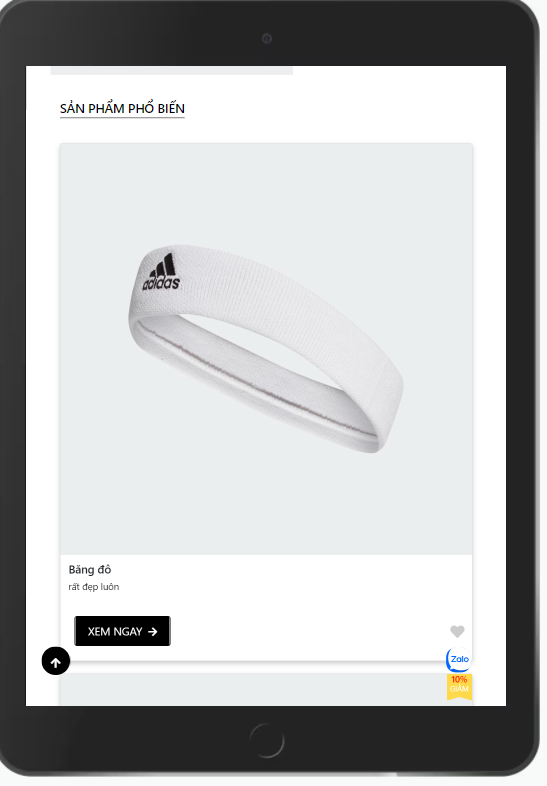 SẢN PHẨM PHỔ BIẾN
adidas
Băng đô
rất đẹp luôn
XEM NGAY
Zalo
10%
GIẢM